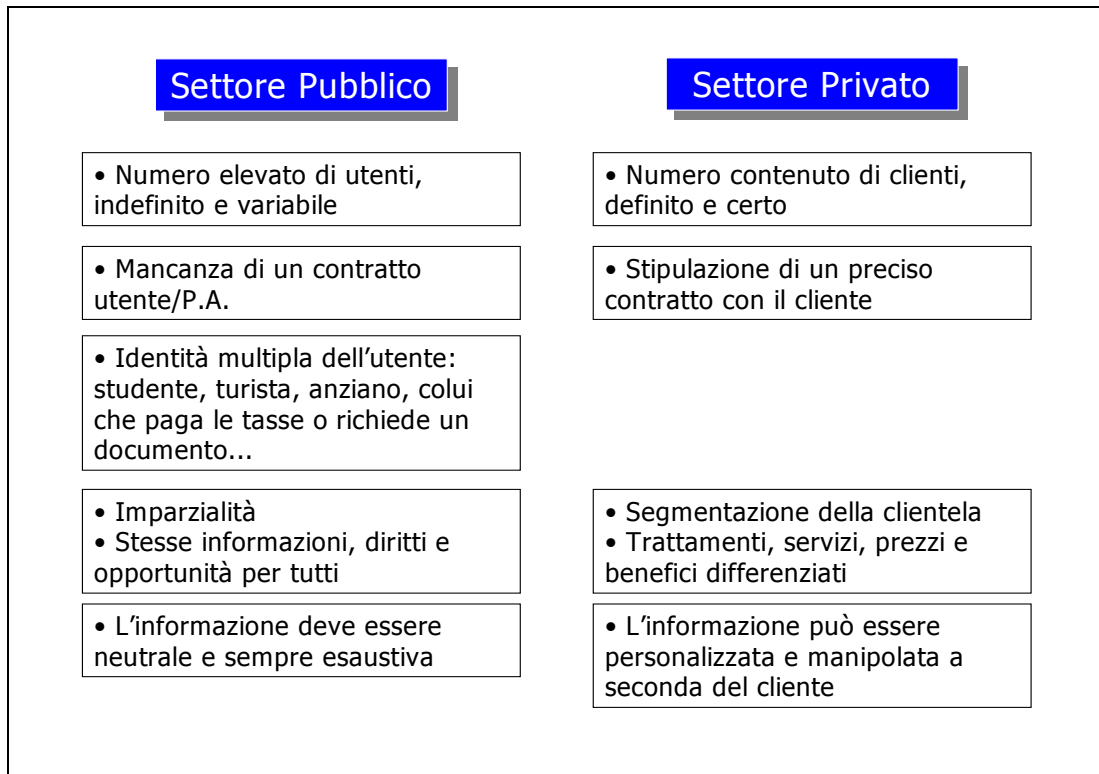 Settore Pubblico
Settore Privato
• Numero elevato di utenti,
indefinito e variabile
• Numero contenuto di clienti,
definito e certo
• Mancanza di un contratto
utente/P.A.
• Stipulazione di un preciso
contratto con il cliente
• Identità multipla dell’utente:
studente, turista, anziano, colui
che paga le tasse o richiede un
documento...
• Imparzialità
• Stesse informazioni, diritti e
opportunità per tutti
• Segmentazione della clientela
• Trattamenti, servizi, prezzi e
benefici differenziati
• L’informazione deve essere
neutrale e sempre esaustiva
• L’informazione può essere
personalizzata e manipolata a
seconda del cliente